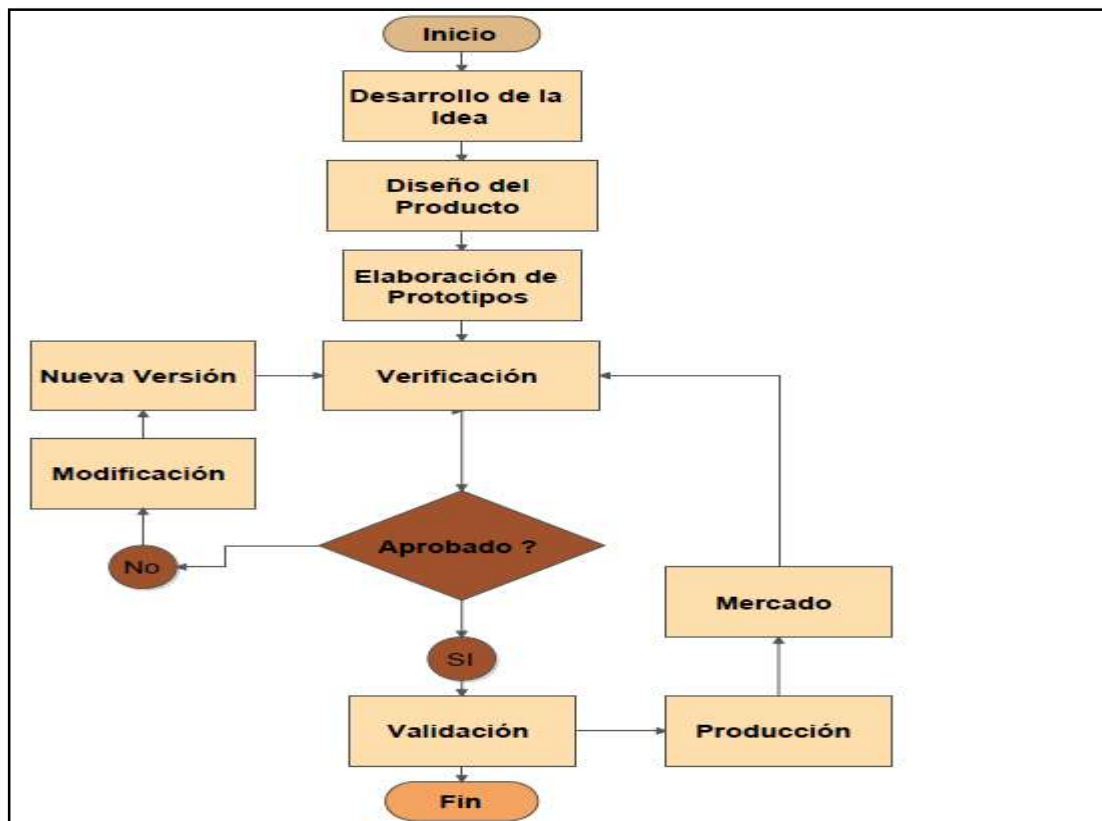 Inicio
Desarrollo de la
Idea
Diseño del
Producto
Elaboración de
Prototipos
Nueva Versión
Verificación
Modificación
Aprobado ?
No
Mercado
SI
Validación
Producción
Fin